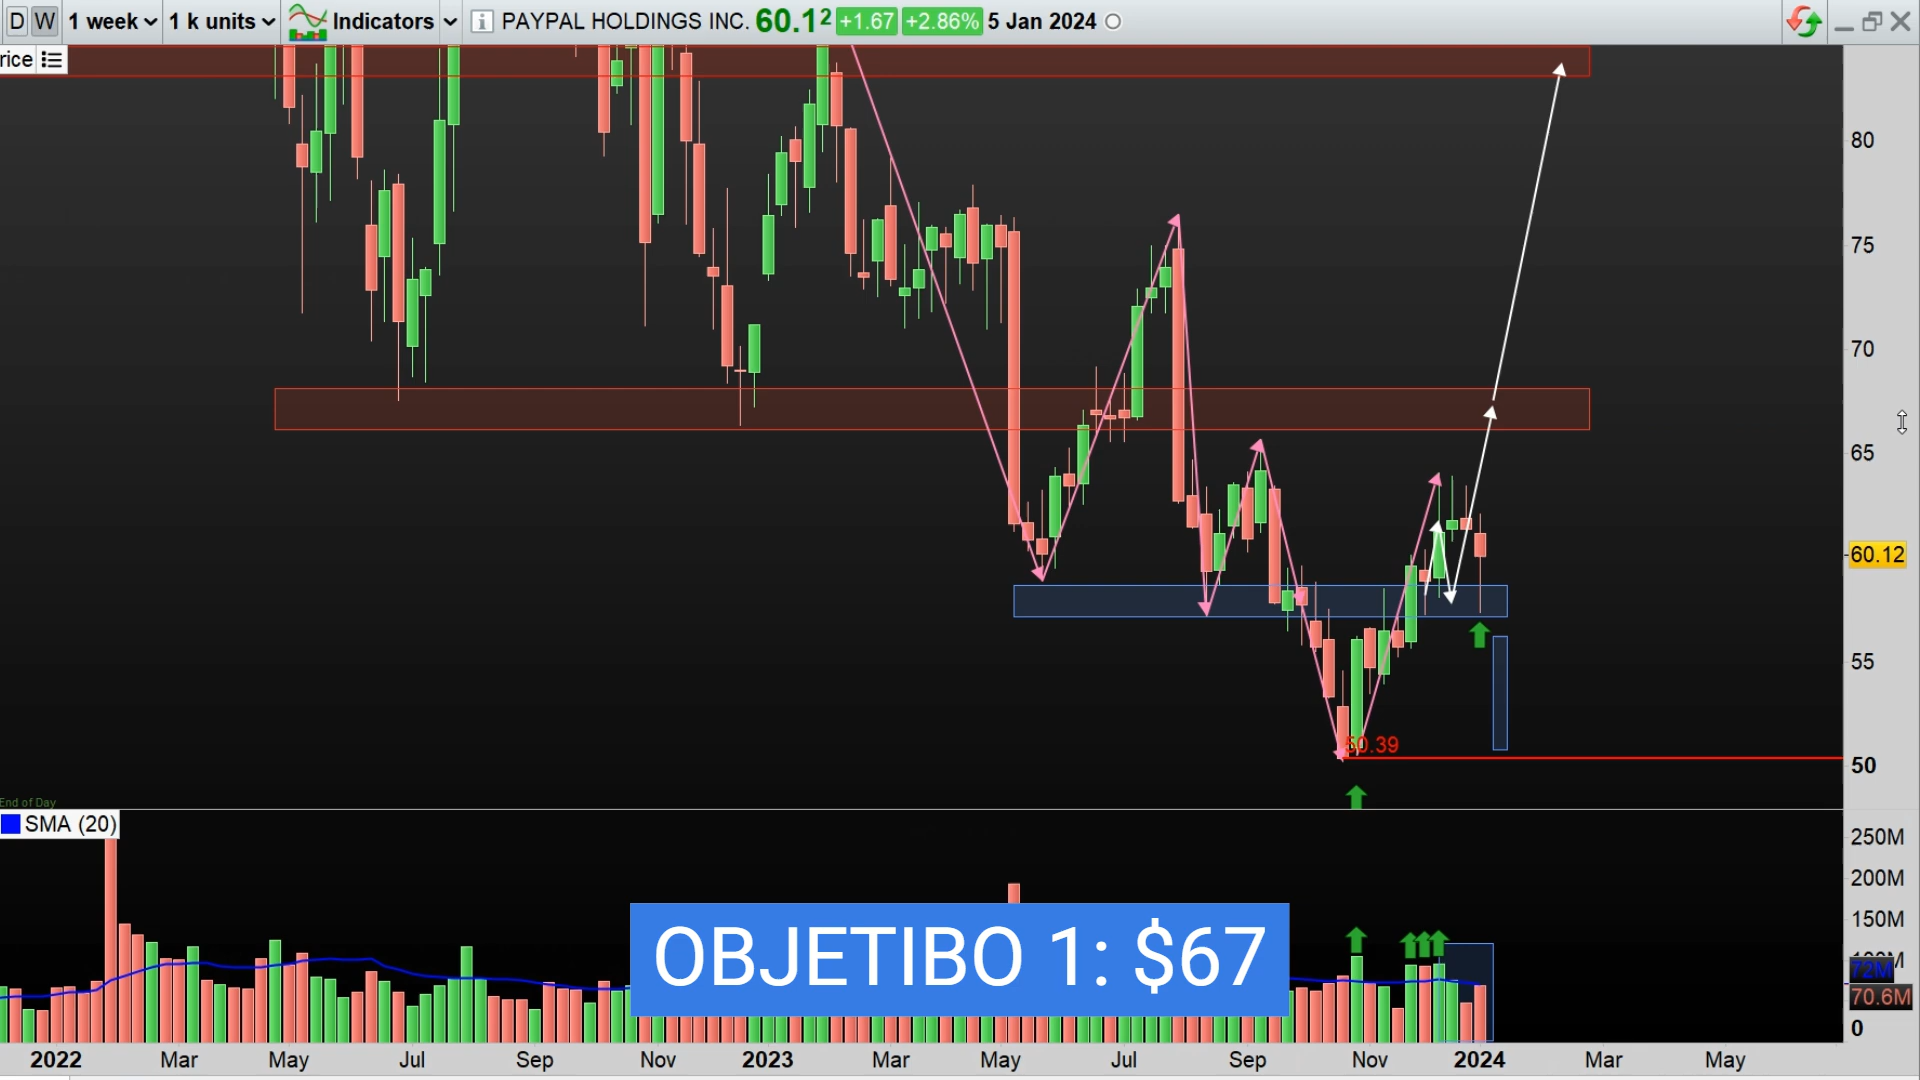 D W 1 week 1 k units Indicators PAYPAL HOLDINGS INC. 60.12 +1.67 +2.86% 5 Jan 2024
rice
80
75
70
65
60.12
55
50.39
50
End of Day
SMA (20)
250M
200M
150M
100M
72M
70.6M
0
OBJETIBO 1: $67
2022 Mar May Jul Sep Nov 2023 Mar May Jul Sep Nov 2024 Mar May